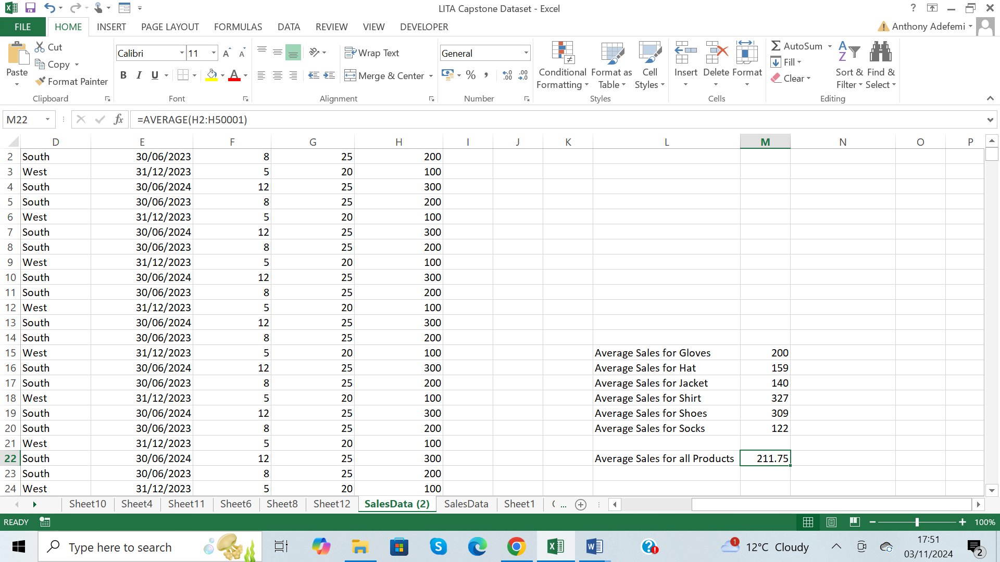 LITA Capstone Dataset - Excel
?
FILE HOME INSERT PAGE LAYOUT FORMULAS DATA REVIEW VIEW DEVELOPER Anthony Adefemi
Paste
Cut
Copy
Format Painter
Clipboard
Calibri 11
B I U
Font
Wrap Text
Merge & Center
Alignment
General
%
Number
Conditional Formatting
Format as Table
Cell Styles
Styles
Insert Delete Format
Cells
AutoSum
Fill
Clear
Sort & Filter
Find & Select
Editing
M22 fx =AVERAGE(H2:H50001)
D E F G H I J K L M N O P
2 South 30/06/2023 8 25 200
3 West 31/12/2023 5 20 100
4 South 30/06/2024 12 25 300
5 South 30/06/2023 8 25 200
6 West 31/12/2023 5 20 100
7 South 30/06/2024 12 25 300
8 South 30/06/2023 8 25 200
9 West 31/12/2023 5 20 100
10 South 30/06/2024 12 25 300
11 South 30/06/2023 8 25 200
12 West 31/12/2023 5 20 100
13 South 30/06/2024 12 25 300
14 South 30/06/2023 8 25 200
15 West 31/12/2023 5 20 100 Average Sales for Gloves 200
16 South 30/06/2024 12 25 300 Average Sales for Hat 159
17 South 30/06/2023 8 25 200 Average Sales for Jacket 140
18 West 31/12/2023 5 20 100 Average Sales for Shirt 327
19 South 30/06/2024 12 25 300 Average Sales for Shoes 309
20 South 30/06/2023 8 25 200 Average Sales for Socks 122
21 West 31/12/2023 5 20 100
22 South 30/06/2024 12 25 300 Average Sales for all Products 211.75
23 South 30/06/2023 8 25 200
24 West 31/12/2023 5 20 100
Sheet10 Sheet4 Sheet11 Sheet6 Sheet8 Sheet12 SalesData (2) SalesData Sheet1 ...
READY 100%
Type here to search
1 12°C Cloudy
17:51
03/11/2024
2